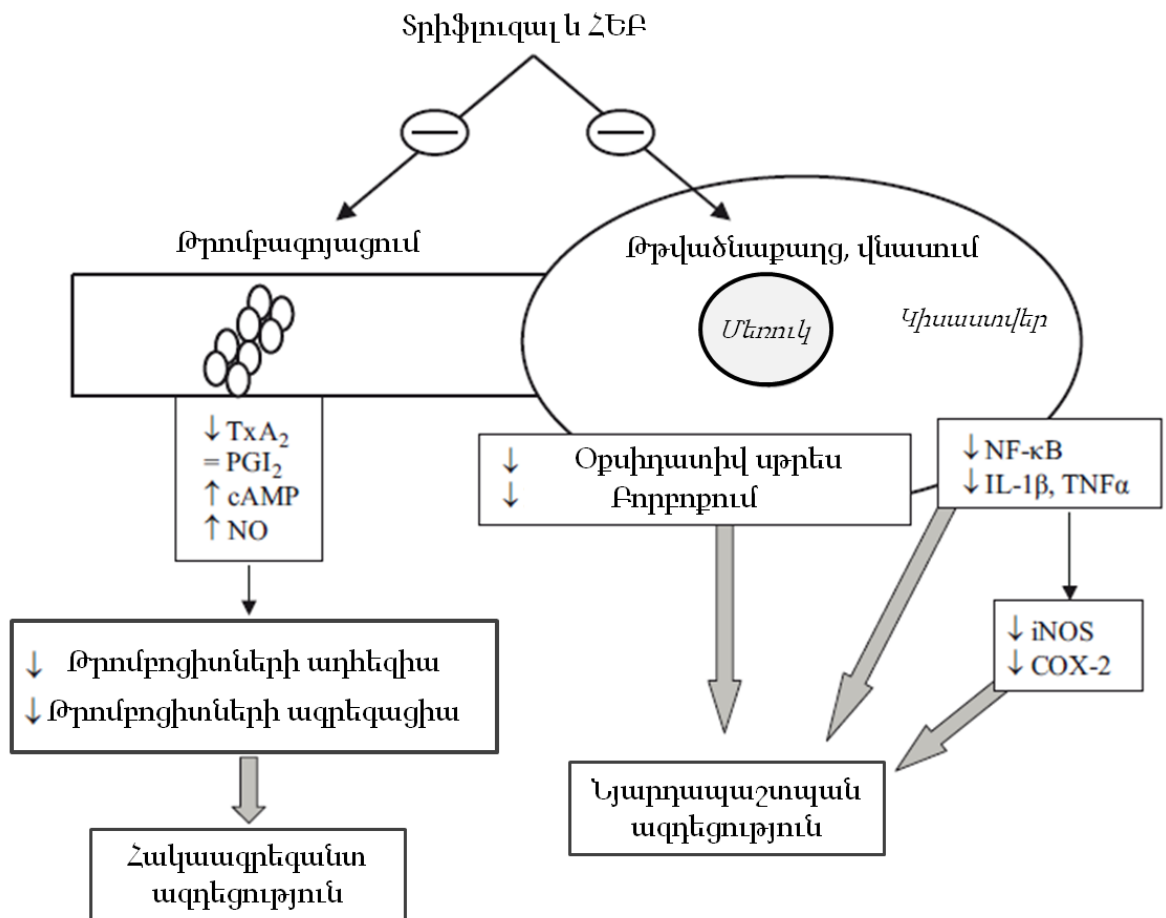 Տրիֆլուզալ և ՀԵԲ
Թրոմբագոյացում
Թթվածնաքաղց, վնասում
Մեռուկ
Կիսաստվեր
↓ TxA₂
= PGI₂
↑ cAMP
↑ NO
↓ Օքսիդատիվ սթրես
↓ Բորբոքում
↓ NF-κB
↓ IL-1β, TNFα
↓ iNOS
↓ COX-2
↓ Թրոմբոցիտների ադհեզիա
↓ Թրոմբոցիտների ագրեգացիա
Նյարդապաշտպան
ազդեցություն
Հակաագրեգանտ
ազդեցություն